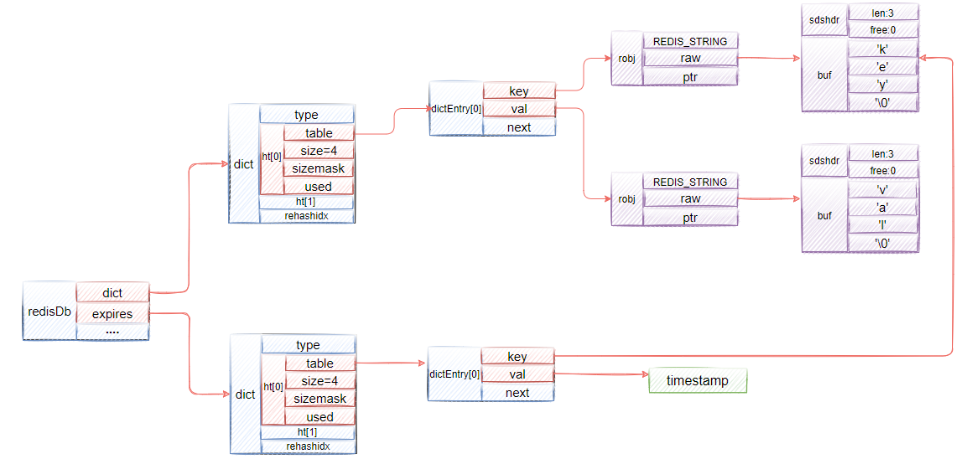 redisDb
dict
expires
....
dict
type
ht[0]
table
size=4
sizemask
used
ht[1]
rehashidx
dictEntry[0]
key
val
next
robj
REDIS_STRING
raw
ptr
sdshdr
len:3
free:0
buf
'k'
'e'
'y'
'\0'
robj
REDIS_STRING
raw
ptr
sdshdr
len:3
free:0
buf
'v'
'a'
'l'
'\0'
dict
type
ht[0]
table
size=4
sizemask
used
ht[1]
rehashidx
dictEntry[0]
key
val
next
timestamp